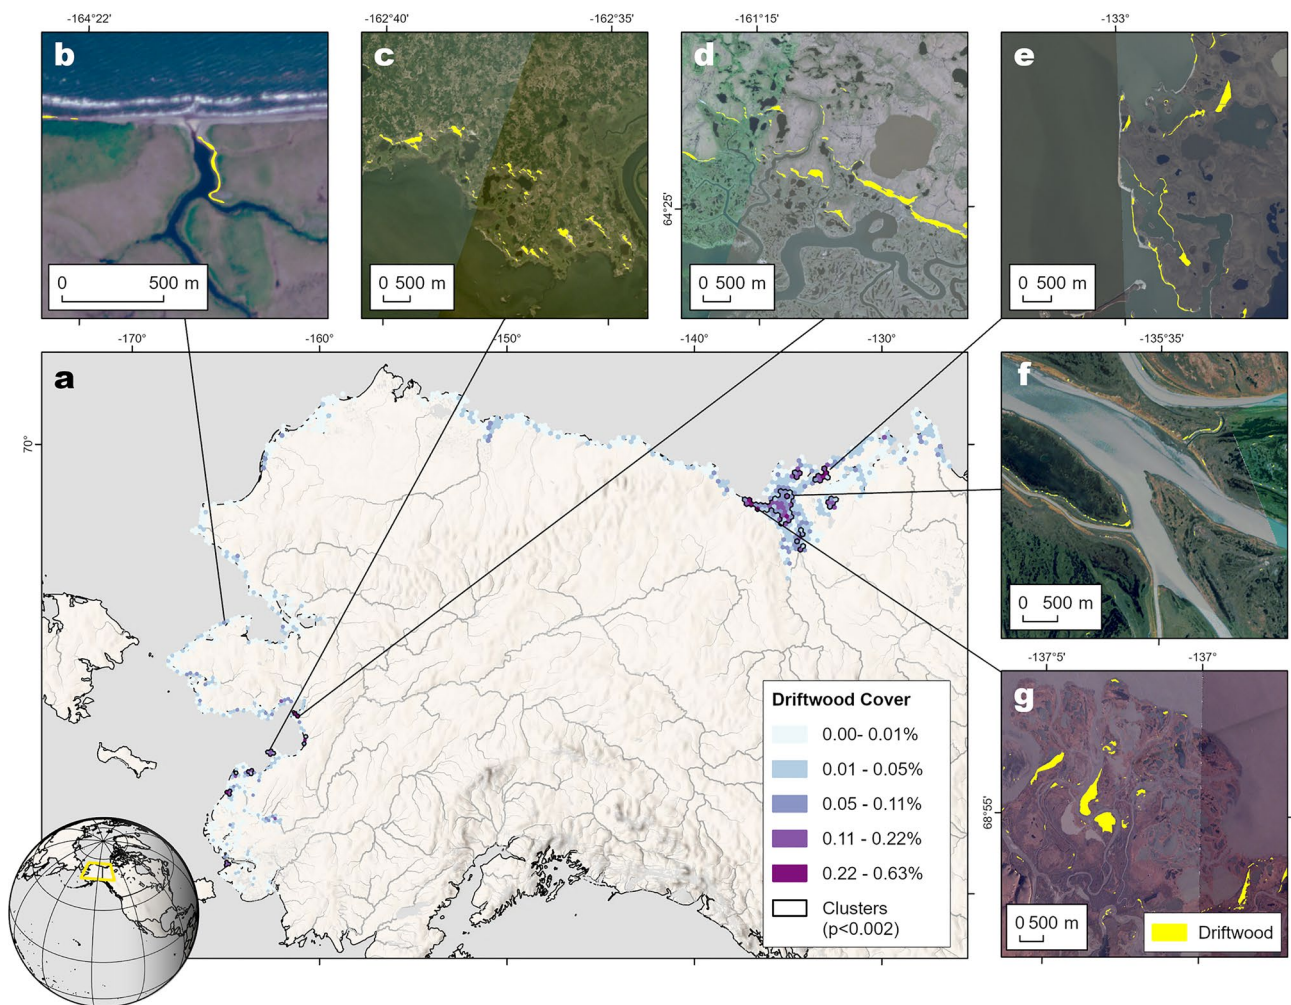 -164°22'
-162°40'
-162°35'
-161°15'
-133°
b
c
d
e
64°25'
0 500 m
0 500 m
0 500 m
0 500 m
-170°
-160°
-150°
-140°
-130°
-135°35'
a
f
70°
0 500 m
-137°5'
-137°
g
Driftwood Cover
0.00- 0.01%
0.01 - 0.05%
0.05 - 0.11%
0.11 - 0.22%
0.22 - 0.63%
Clusters
(p<0.002)
68°55'
0 500 m
Driftwood